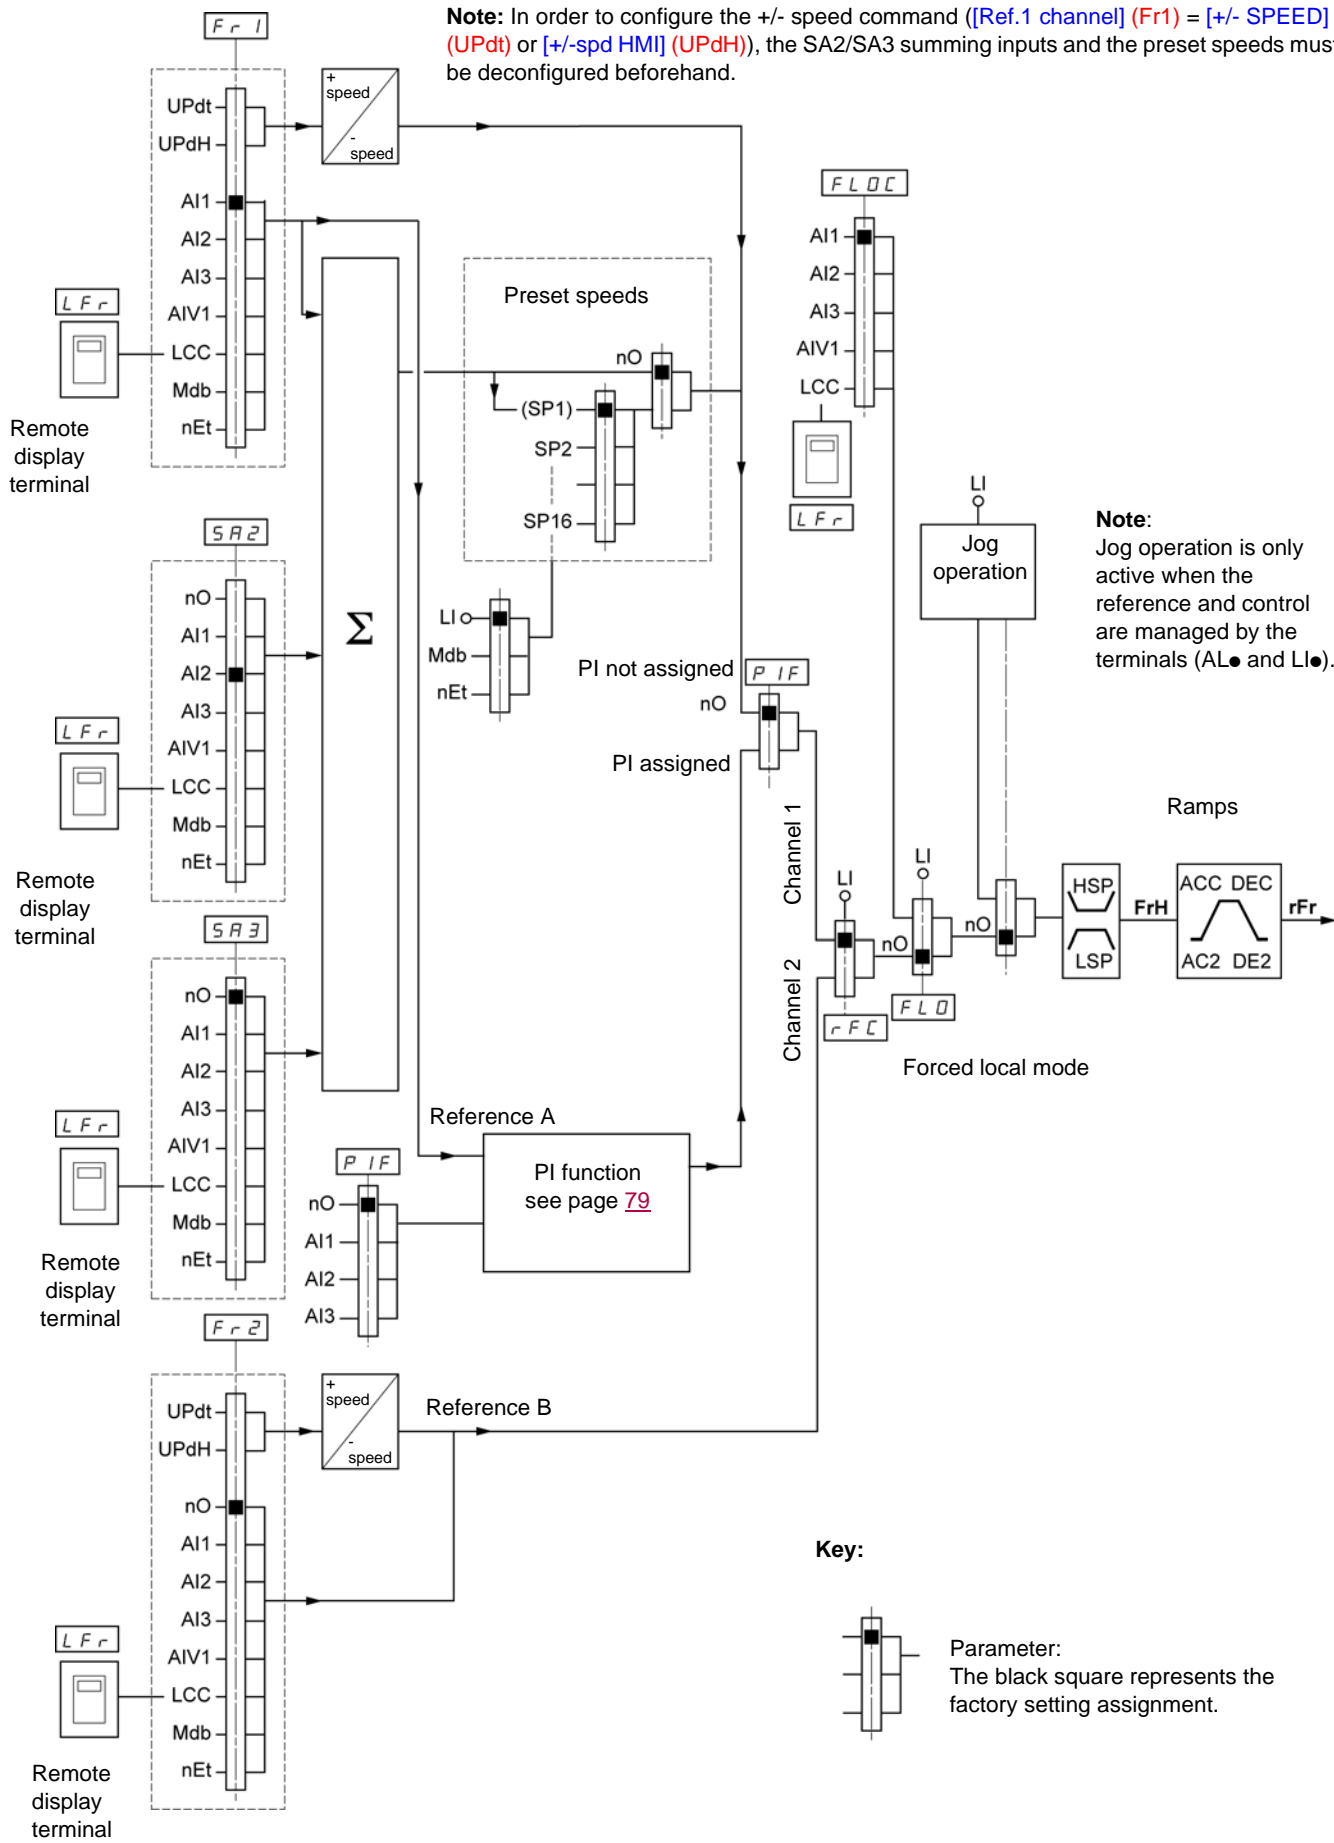 Note: In order to configure the +/- speed command ([Ref.1 channel] (Fr1) = [+/- SPEED]
(UPdt) or [+/-spd HMI] (UPdH)), the SA2/SA3 summing inputs and the preset speeds must
be deconfigured beforehand.
Fr1
UPdt
UPdH
AI1
AI2
AI3
AIV1
LCC
Mdb
nEt
LFr
Remote
display
terminal
+
speed
-
speed
Preset speeds
nO
(SP1)
SP2
SP16
LI
Mdb
nEt
FLOC
AI1
AI2
AI3
AIV1
LCC
LFr
LI
Jog
operation
Note:
Jog operation is only
active when the
reference and control
are managed by the
terminals (AL● and LI●).
SA2
nO
AI1
AI2
AI3
AIV1
LCC
Mdb
nEt
LFr
Remote
display
terminal
Σ
PI not assigned
PIF
nO
PI assigned
Channel 1
Channel 2
LI
nO
rFC
LI
nO
FLO
Forced local mode
Ramps
HSP
LSP
FrH
ACC DEC
AC2 DE2
rFr
SA3
nO
AI1
AI2
AI3
AIV1
LCC
Mdb
nEt
LFr
Remote
display
terminal
Reference A
PIF
nO
AI1
AI2
AI3
PI function
see page 79
Fr2
UPdt
UPdH
nO
AI1
AI2
AI3
AIV1
LCC
Mdb
nEt
LFr
Remote
display
terminal
+
speed
-
speed
Reference B
Key:
Parameter:
The black square represents the
factory setting assignment.